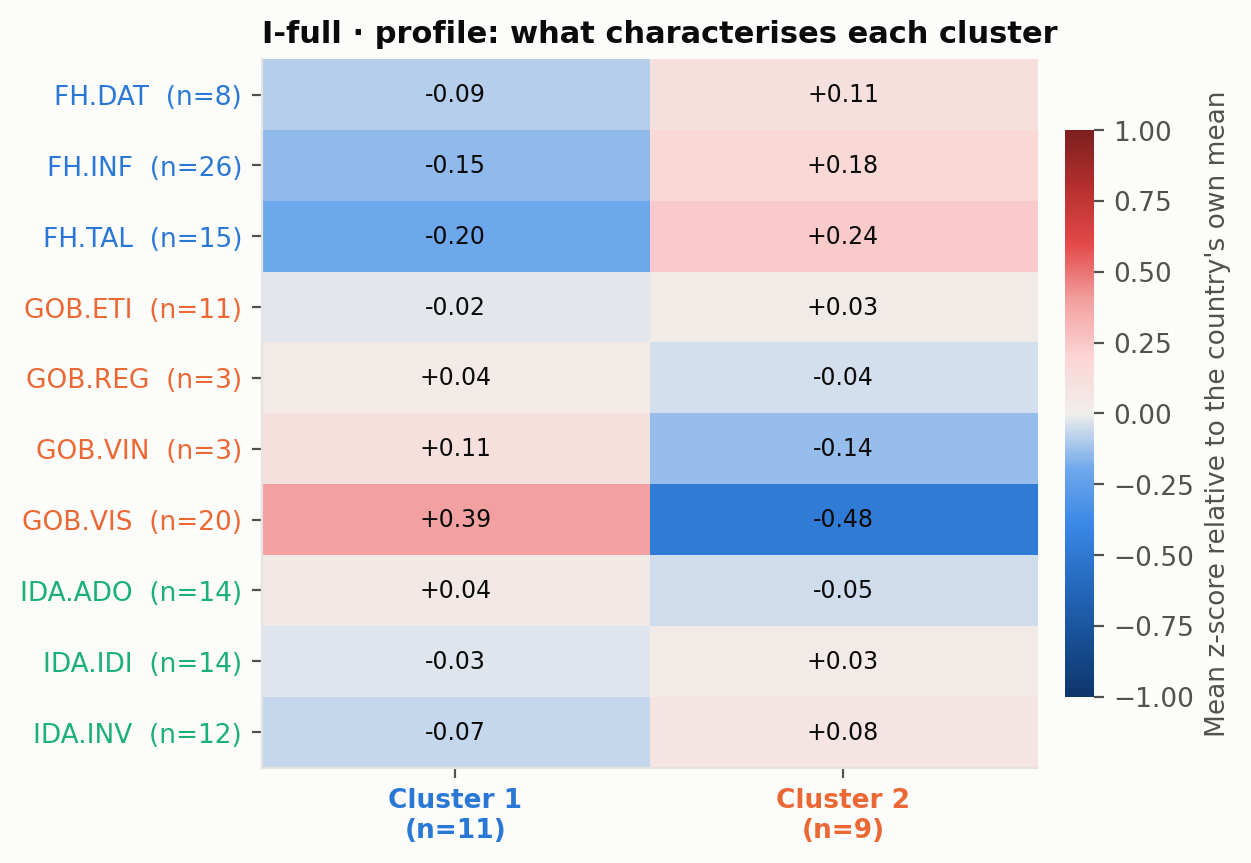 I-full · profile: what characterises each cluster
FH.DAT (n=8) -0.09 +0.11
FH.INF (n=26) -0.15 +0.18
FH.TAL (n=15) -0.20 +0.24
GOB.ETI (n=11) -0.02 +0.03
GOB.REG (n=3) +0.04 -0.04
GOB.VIN (n=3) +0.11 -0.14
GOB.VIS (n=20) +0.39 -0.48
IDA.ADO (n=14) +0.04 -0.05
IDA.IDI (n=14) -0.03 +0.03
IDA.INV (n=12) -0.07 +0.08
Cluster 1 Cluster 2
(n=11) (n=9)
1.00
0.75
0.50
0.25
0.00
−0.25
−0.50
−0.75
−1.00
Mean z-score relative to the country's own mean